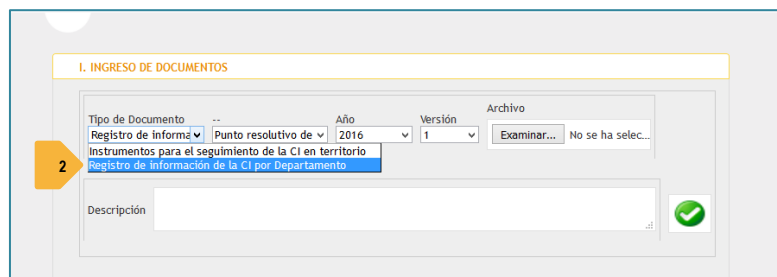 I. INGRESO DE DOCUMENTOS
Tipo de Documento -- Año Versión Archivo
Registro de informa Punto resolutivo de 2016 1 Examinar... No se ha selec...
Instrumentos para el seguimiento de la CI en territorio
2 Registro de información de la CI por Departamento
Descripción